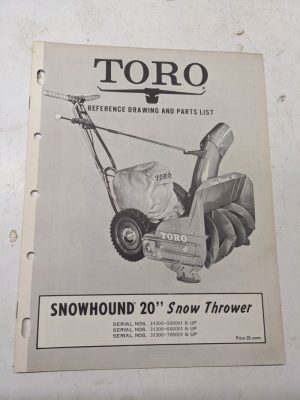 TORO
REFERENCE DRAWING AND PARTS LIST
TORO
TORO
SNOWHOUND 20" Snow Thrower
SERIAL NOS. 31300-500001 & UP
SERIAL NOS. 31300-600001 & UP
SERIAL NOS. 31300-700001 & UP
Price 25 cents